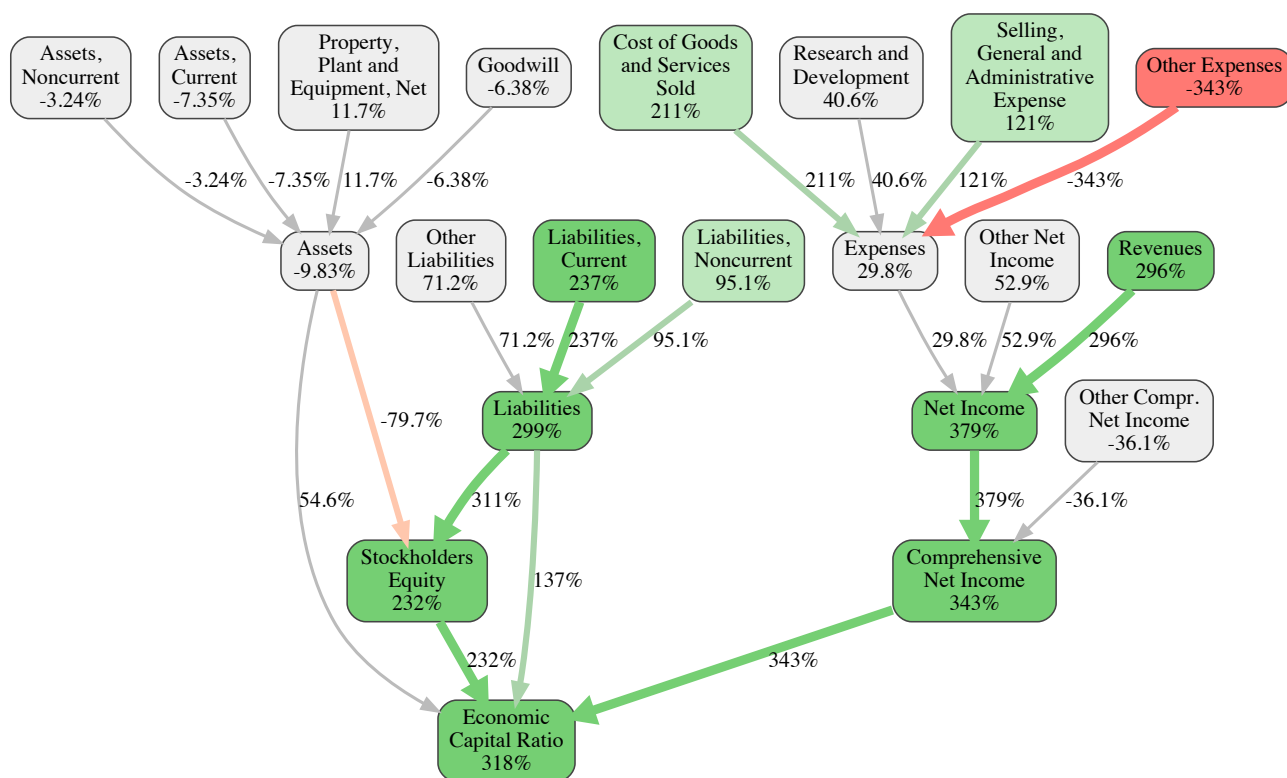 Assets,
Noncurrent
-3.24%
Assets,
Current
-7.35%
Property,
Plant and
Equipment, Net
11.7%
Goodwill
-6.38%
Cost of Goods
and Services
Sold
211%
Research and
Development
40.6%
Selling,
General and
Administrative
Expense
121%
Other Expenses
-343%
-3.24%
-7.35%
11.7%
-6.38%
211%
40.6%
121%
-343%
Assets
-9.83%
Other
Liabilities
71.2%
Liabilities,
Current
237%
Liabilities,
Noncurrent
95.1%
Expenses
29.8%
Other Net
Income
52.9%
Revenues
296%
71.2%
237%
95.1%
29.8%
52.9%
296%
-79.7%
Liabilities
299%
Net Income
379%
Other Compr.
Net Income
-36.1%
54.6%
311%
137%
379%
-36.1%
Stockholders
Equity
232%
Comprehensive
Net Income
343%
232%
343%
Economic
Capital Ratio
318%